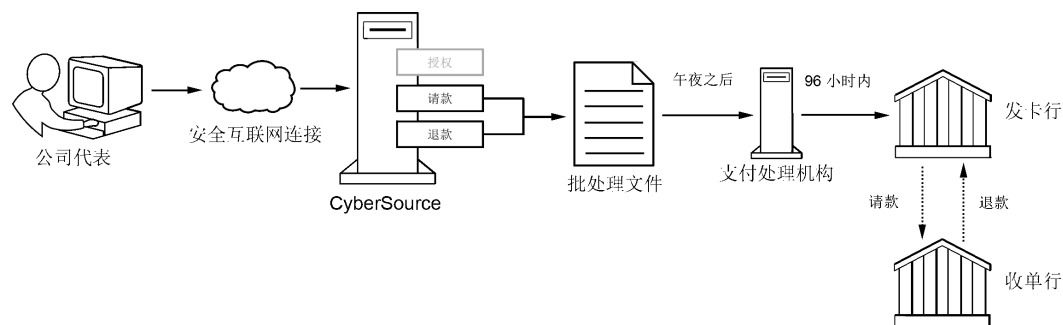 公司代表
安全互联网连接
授权
请款
退款
CyberSource
批处理文件
午夜之后
支付处理机构
96 小时内
发卡行
请款
退款
收单行